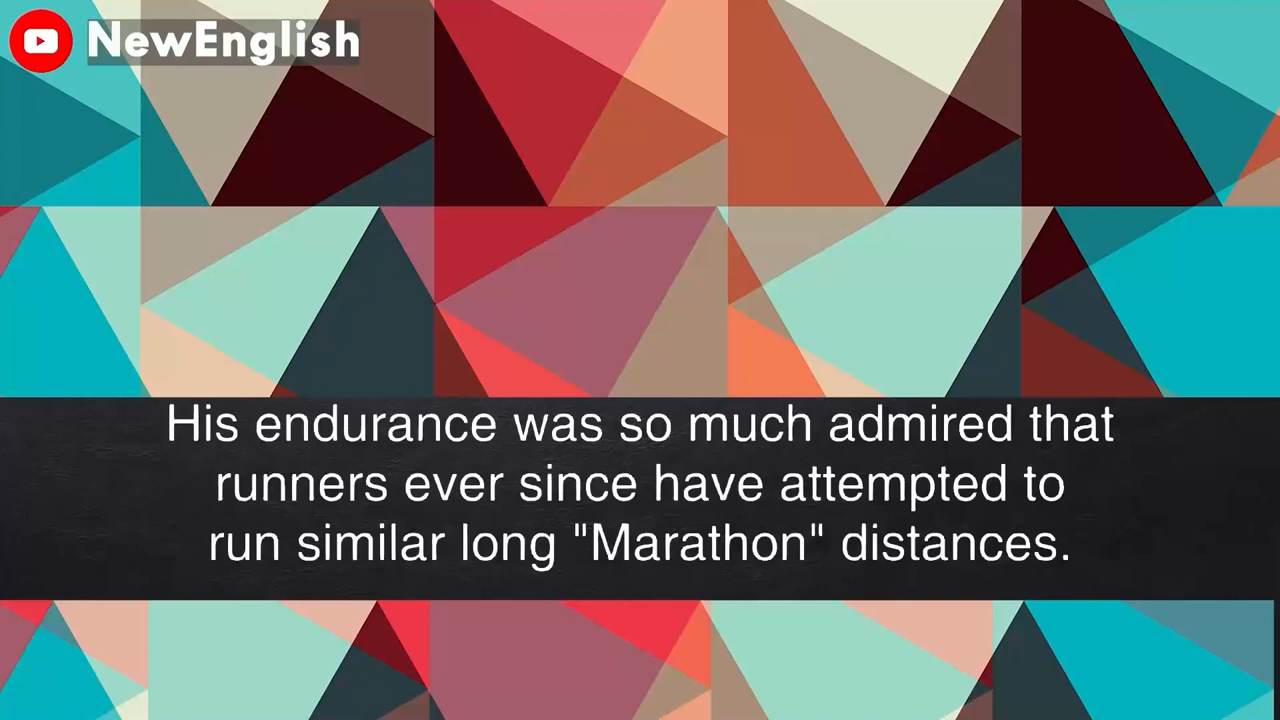 NewEnglish
His endurance was so much admired that
runners ever since have attempted to
run similar long "Marathon" distances.